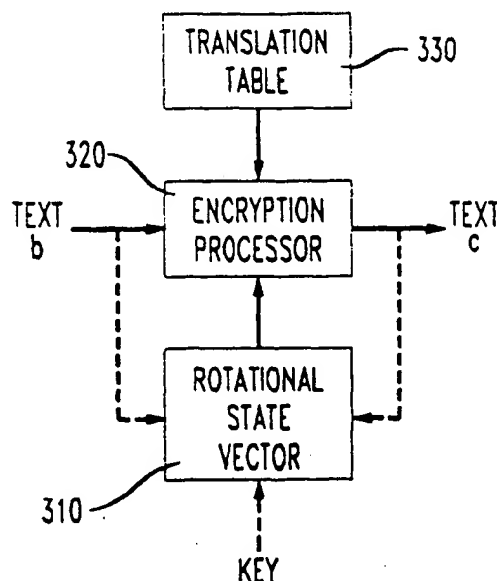 TRANSLATION
TABLE
330
320
TEXT
b
ENCRYPTION
PROCESSOR
TEXT
c
ROTATIONAL
STATE
VECTOR
310
KEY